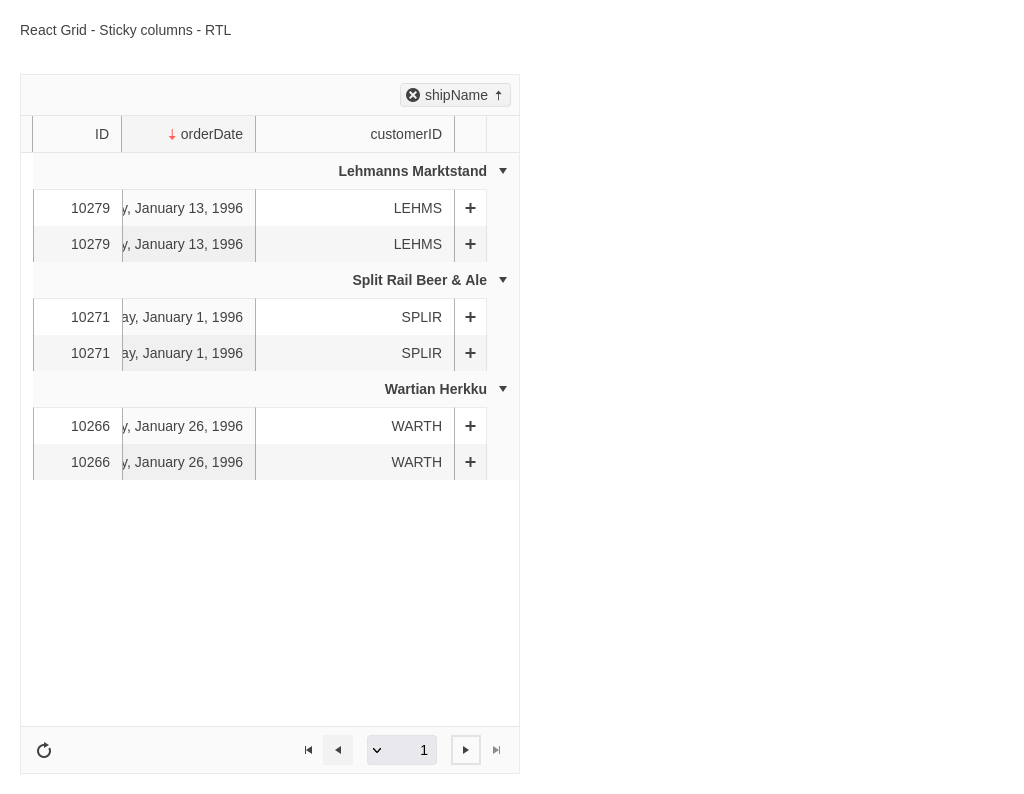 React Grid - Sticky columns - RTL
shipName
ID orderDate customerID
Lehmanns Marktstand
10279 y, January 13, 1996 LEHMS +
10279 y, January 13, 1996 LEHMS +
Split Rail Beer & Ale
10271 ay, January 1, 1996 SPLIR +
10271 ay, January 1, 1996 SPLIR +
Wartian Herkku
10266 y, January 26, 1996 WARTH +
10266 y, January 26, 1996 WARTH +
1